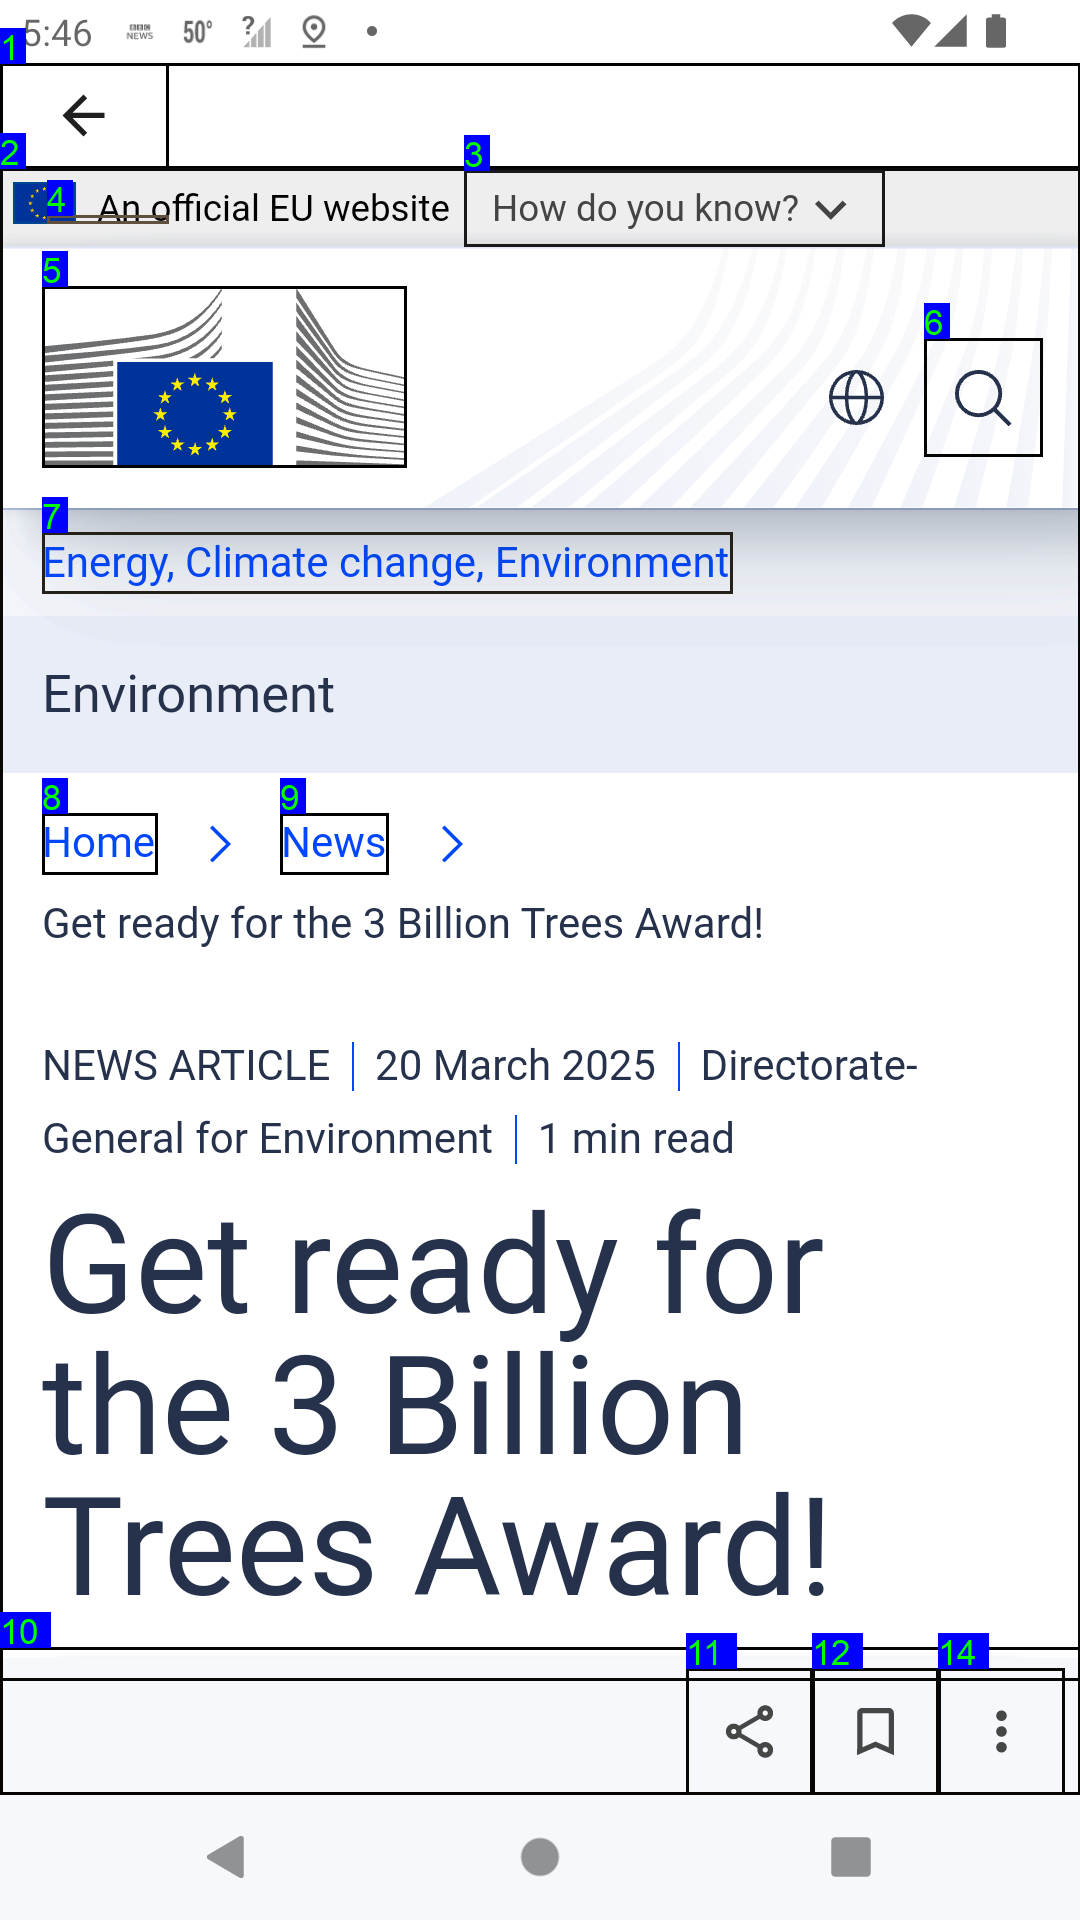 5:46
BBC NEWS 50° ?
1
2
3
4
An official EU website How do you know?
5
6
7
Energy, Climate change, Environment
Environment
8 9
Home News
Get ready for the 3 Billion Trees Award!
NEWS ARTICLE 20 March 2025 Directorate-
General for Environment 1 min read
Get ready for
the 3 Billion
Trees Award!
10
11 12 14